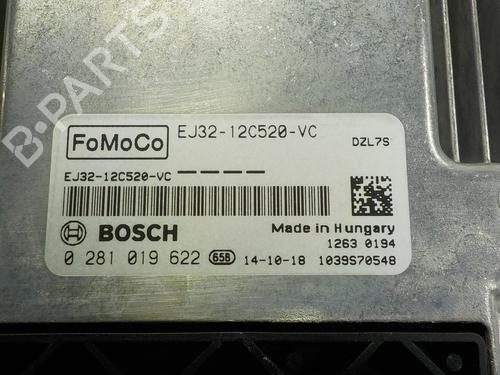 B-PARTS
FoMoCo
EJ32-12C520-VC
DZL7S
EJ32-12C520-VC
BOSCH
Made in Hungary
1263 0194
0 281 019 622 658 14-10-18 1039S70548